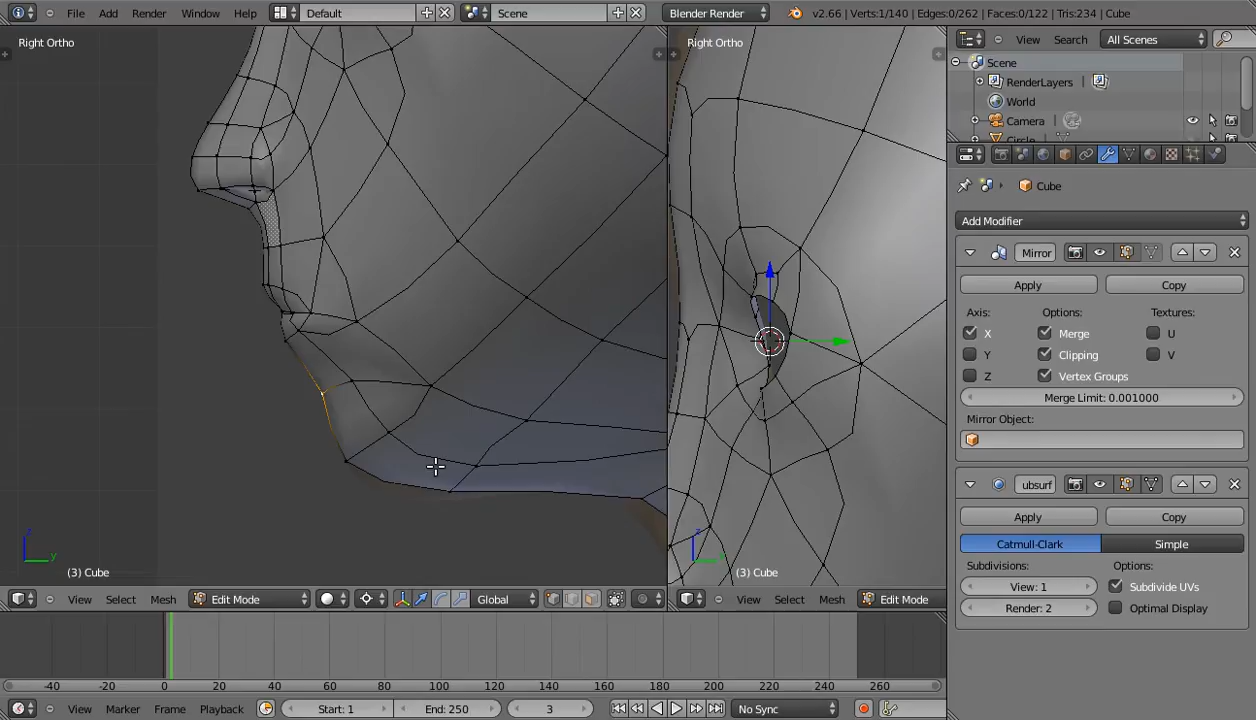 File Add Render Window Help Default Scene Blender Render v2.66 | Verts:1/140 | Edges:0/262 | Faces:0/122 | Tris:234 | Cube
Right Ortho Right Ortho View Search All Scenes
Scene
RenderLayers
World
Camera
Circle
Cube
Add Modifier
Mirror
Apply Copy
Axis: Options: Textures:
X Merge U
Y Clipping V
Z Vertex Groups
Merge Limit: 0.001000
Mirror Object:
ubsurf
Apply Copy
Catmull-Clark Simple
Subdivisions: Options:
View: 1 Subdivide UVs
Render: 2 Optimal Display
z y
(3) Cube
z y
(3) Cube
View Select Mesh Edit Mode Global View Select Mesh Edit Mode
-40 -20 0 20 40 60 80 100 120 140 160 180 200 220 240 260
View Marker Frame Playback Start: 1 End: 250 3 No Sync